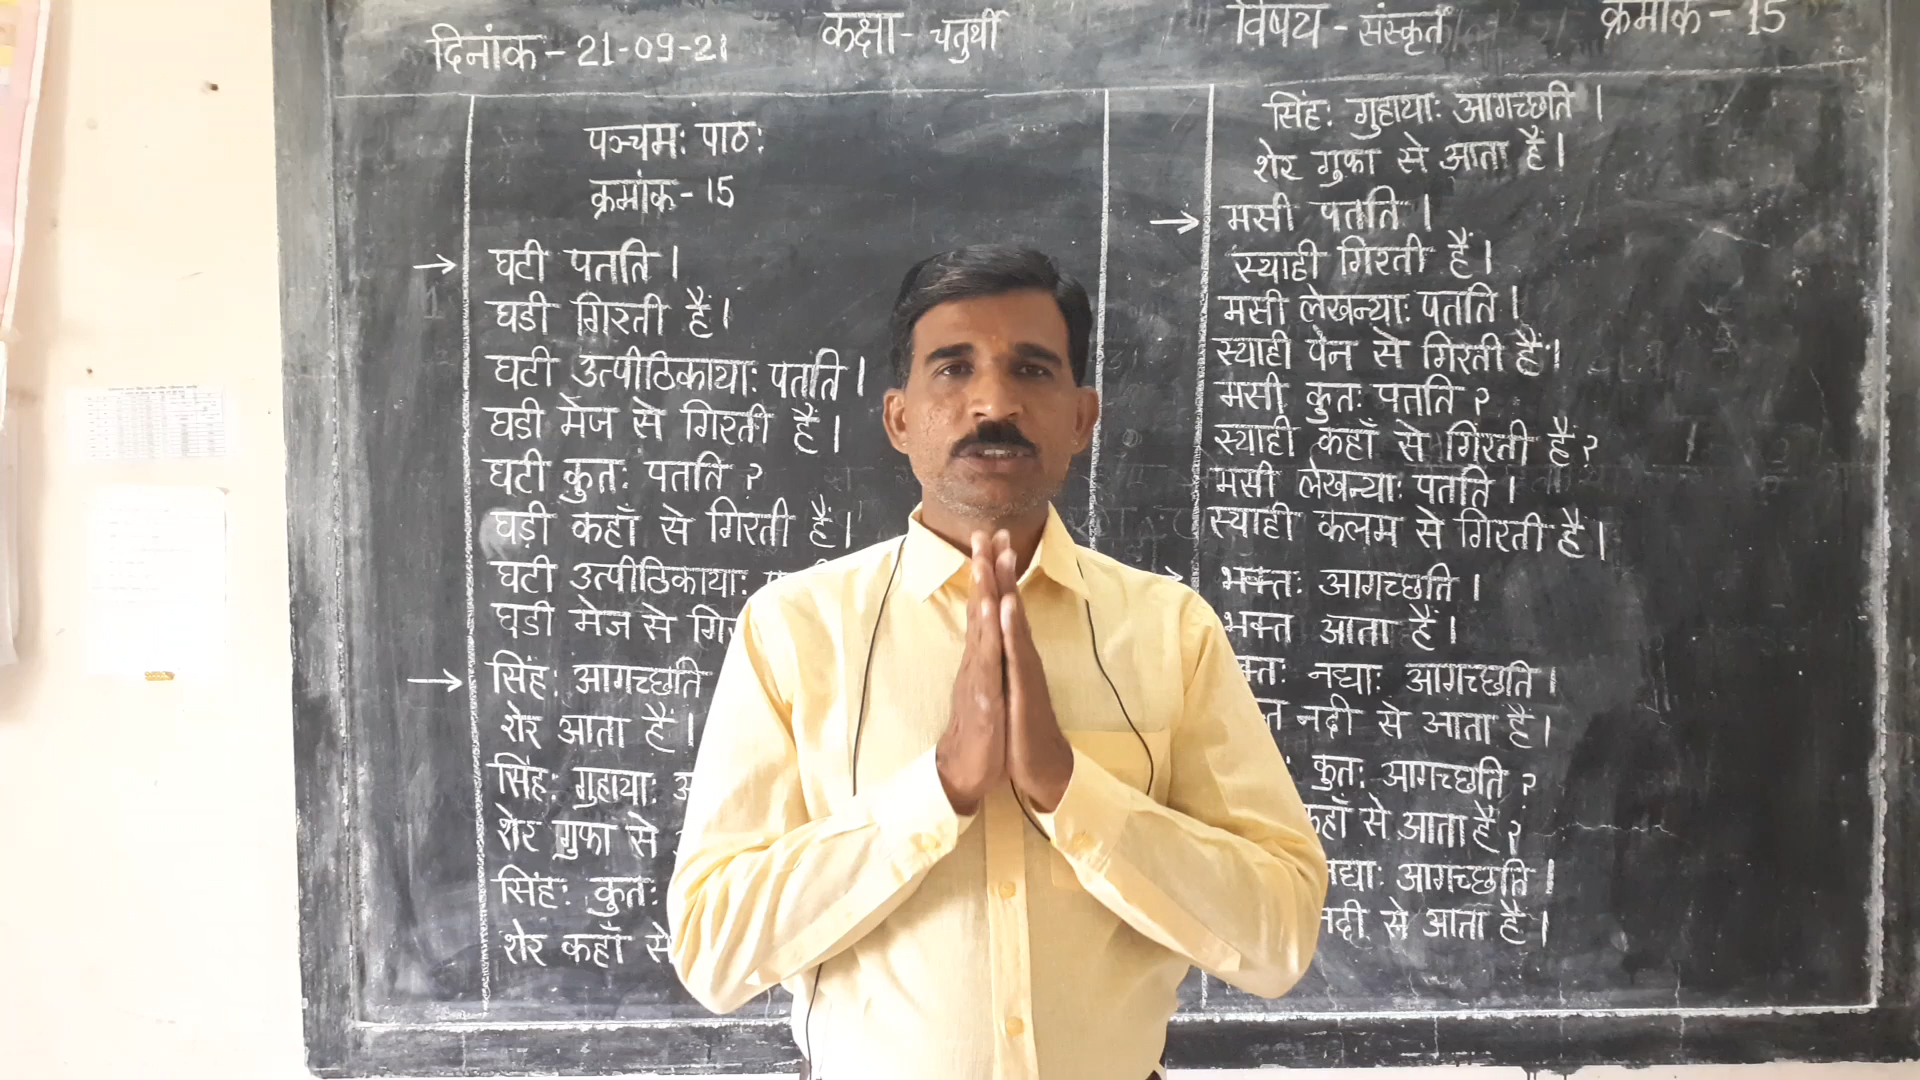 दिनांक - 21-09-21 कक्षा - चतुर्थी विषय - संस्कृत क्रमांक - 15
पञ्चमः पाठः
क्रमांक - 15
→ घटी पतति ।
घडी गिरती हैं।
घटी उत्पीठिकायाः पतति ।
घडी मेज से गिरती हैं ।
घटी कुतः पतति ?
घड़ी कहाँ से गिरती हैं।
घटी उत्पीठिकायाः
घडी मेज से
→ सिंहः आगच्छति
शेर आता हैं ।
सिंहः गुहायाः
शेर गुफा से
सिंहः कुतः
शेर कहाँ से
सिंहः गुहायाः आगच्छति ।
शेर गुफा से आता हैं ।
→ मसी पतति ।
स्याही गिरती हैं ।
मसी लेखन्याः पतति ।
स्याही पेन से गिरती हैं ।
मसी कुतः पतति ?
स्याही कहाँ से गिरती हैं ?
मसी लेखन्याः पतति ।
स्याही कलम से गिरती हैं ।
→ भक्तः आगच्छति ।
भक्त आता हैं ।
नद्याः आगच्छति ।
नदी से आता हैं ।
कुतः आगच्छति ?
से आता हैं ?
आगच्छति ।
से आता हैं ।